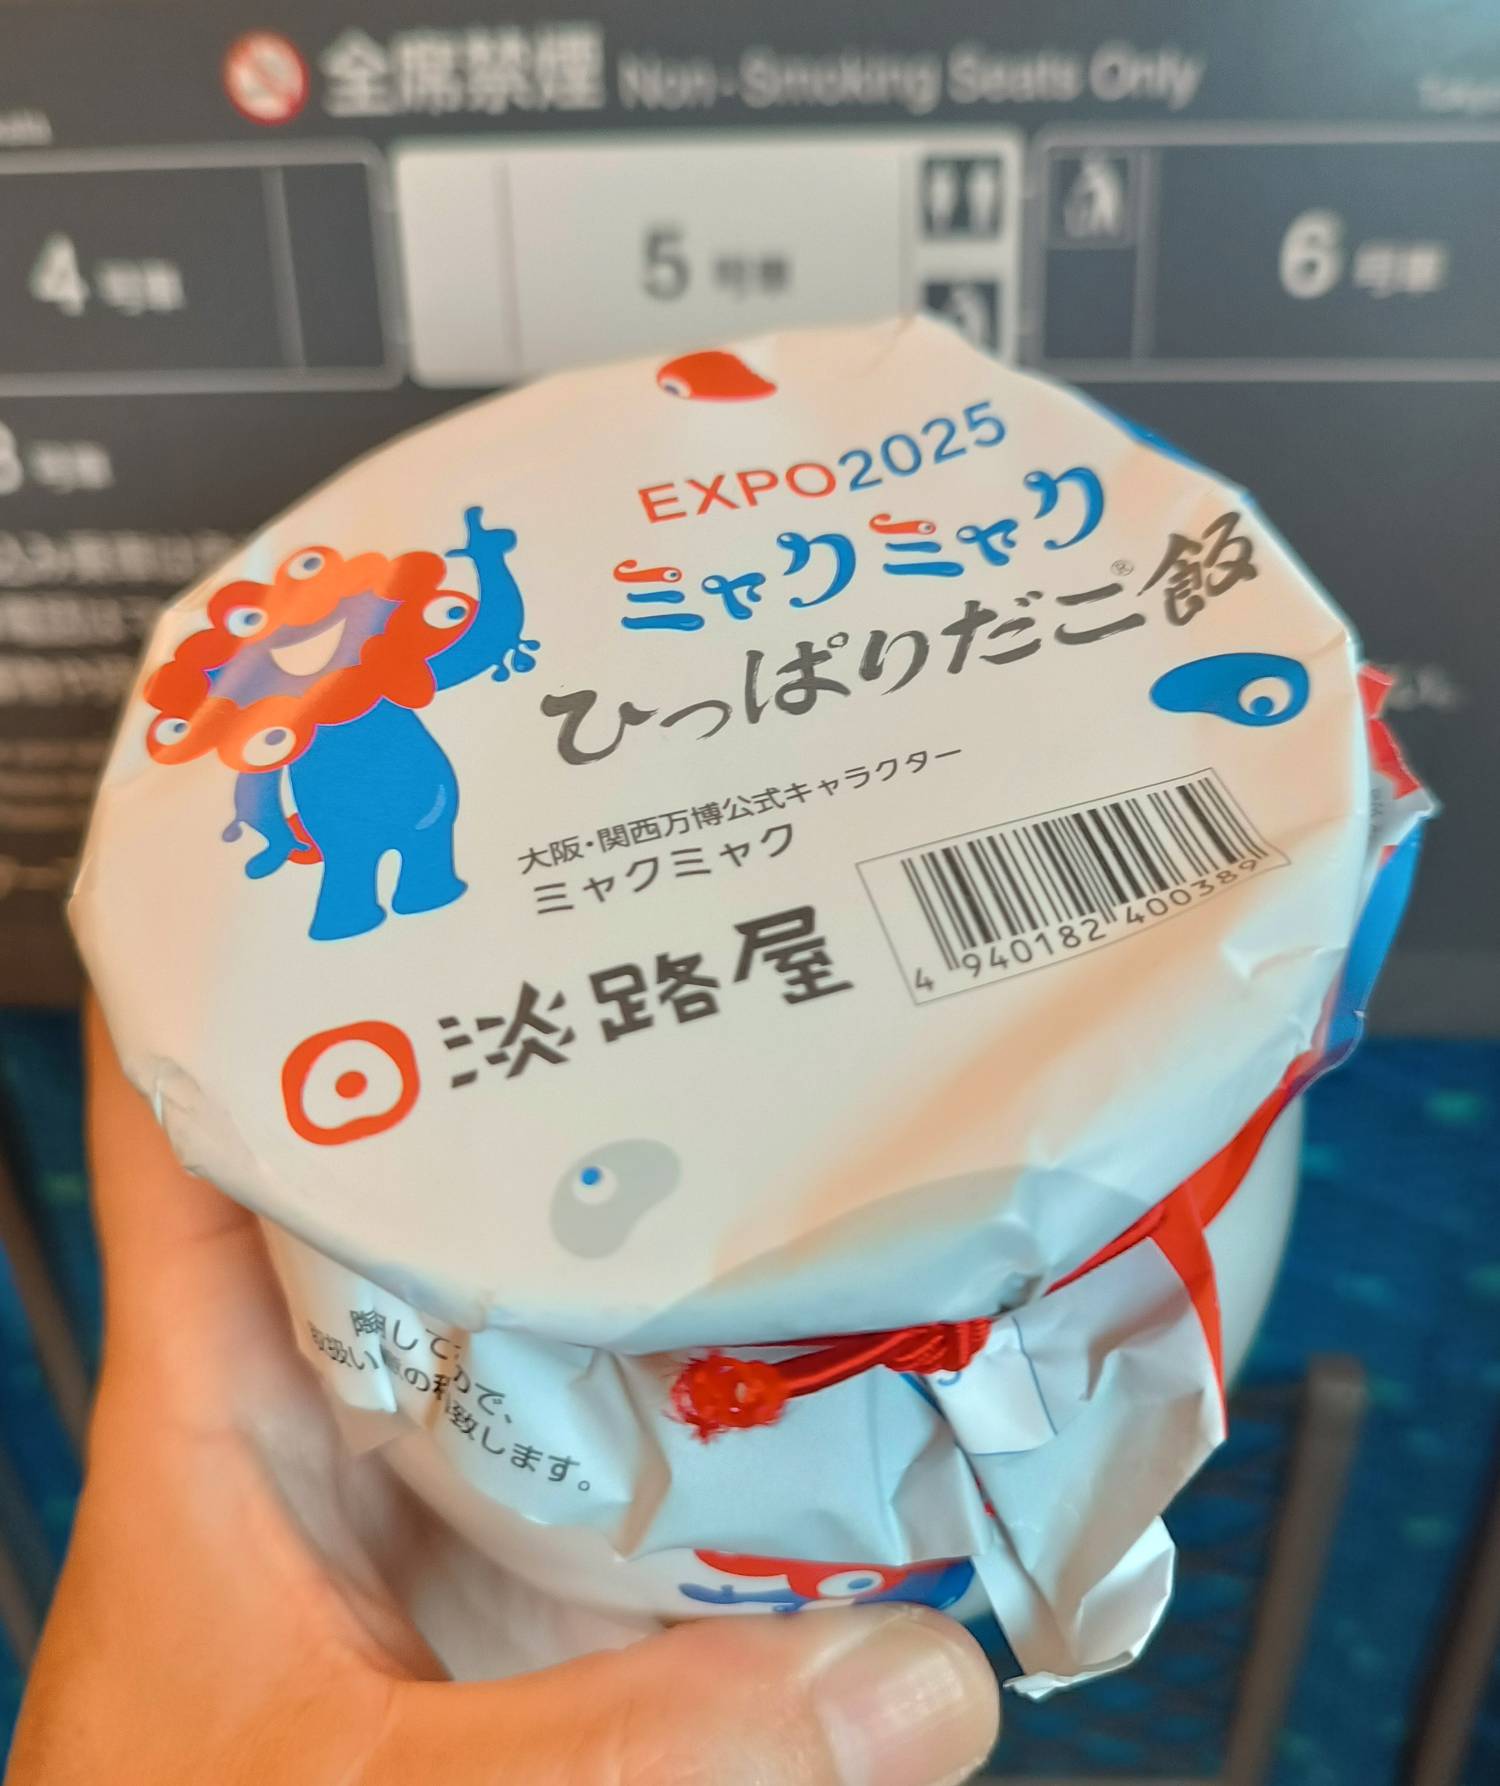 全席禁煙 Non-Smoking Seats Only
4 号車
5 号車
6 号車
号車
EXPO2025
ミャクミャク
ひっぱりだこ飯
®
大阪・関西万博公式キャラクター
ミャクミャク
淡路屋
4 940182 400389
致します。